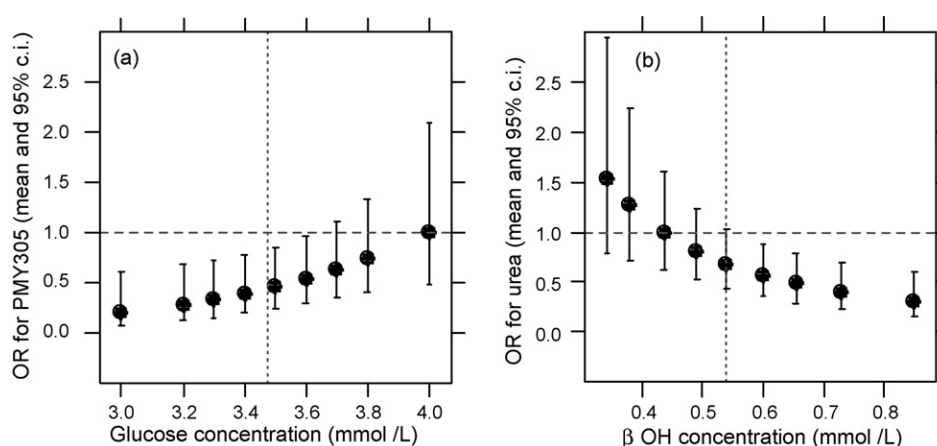 (a)
OR for PMY305 (mean and 95% c.i.)
2.5
2.0
1.5
1.0
0.5
0.0
3.0 3.2 3.4 3.6 3.8 4.0
Glucose concentration (mmol /L)
(b)
OR for urea (mean and 95% c.i.)
2.5
2.0
1.5
1.0
0.5
0.0
0.4 0.5 0.6 0.7 0.8
β OH concentration (mmol /L)